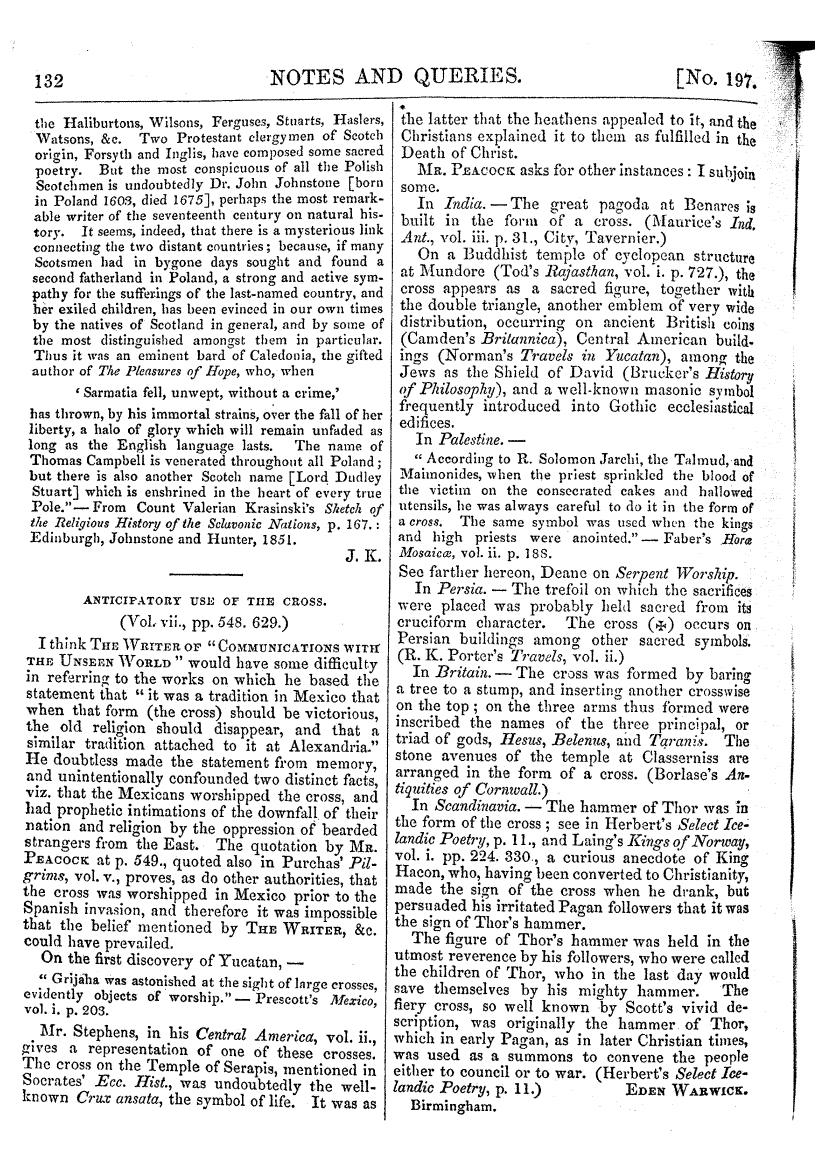 132 NOTES AND QUERIES. [No. 197.
the Haliburtons, Wilsons, Ferguses, Stuarts, Haslers,
Watsons, &c. Two Protestant clergymen of Scotch
origin, Forsyth and Inglis, have composed some sacred
poetry. But the most conspicuous of all the Polish
Scotchmen is undoubtedly Dr. John Johnstone [born
in Poland 1603, died 1675], perhaps the most remark-
able writer of the seventeenth century on natural his-
tory. It seems, indeed, that there is a mysterious link
connecting the two distant countries; because, if many
Scotsmen had in bygone days sought and found a
second fatherland in Poland, a strong and active sym-
pathy for the sufferings of the last-named country, and
her exiled children, has been evinced in our own times
by the natives of Scotland in general, and by some of
the most distinguished amongst them in particular.
Thus it was an eminent bard of Caledonia, the gifted
author of The Pleasures of Hope, who, when
‘ Sarmatia fell, unwept, without a crime,’
has thrown, by his immortal strains, over the fall of her
liberty, a halo of glory which will remain unfaded as
long as the English language lasts. The name of
Thomas Campbell is venerated throughout all Poland;
but there is also another Scotch name [Lord Dudley
Stuart] which is enshrined in the heart of every true
Pole.”— From Count Valerian Krasinski's Sketch of
the Religious History of the Sclavonic Nations, p. 167.:
Edinburgh, Johnstone and Hunter, 1851.
J. K.
ANTICIPATORY USE OF THE CROSS.
(Vol. vii., pp. 548. 629.)
I think THE WRITER OF “COMMUNICATIONS WITH
THE UNSEEN WORLD ” would have some difficulty
in referring to the works on which he based the
statement that “ it was a tradition in Mexico that
when that form (the cross) should be victorious,
the old religion should disappear, and that a
similar tradition attached to it at Alexandria.”
He doubtless made the statement from memory,
and unintentionally confounded two distinct facts,
viz. that the Mexicans worshipped the cross, and
had prophetic intimations of the downfall of their
nation and religion by the oppression of bearded
strangers from the East. The quotation by MR.
PEACOCK at p. 549., quoted also in Purchas' Pil-
grims, vol. v., proves, as do other authorities, that
the cross was worshipped in Mexico prior to the
Spanish invasion, and therefore it was impossible
that the belief mentioned by THE WRITER, &c.
could have prevailed.
On the first discovery of Yucatan, —
“ Grijalha was astonished at the sight of large crosses,
evidently objects of worship.” — Prescott's Mexico,
vol. i. p. 203.
Mr. Stephens, in his Central America, vol. ii.,
gives a representation of one of these crosses.
The cross on the Temple of Serapis, mentioned in
Socrates' Ecc. Hist., was undoubtedly the well-
known Crux ansata, the symbol of life. It was as
the latter that the heathens appealed to it, and the
Christians explained it to them as fulfilled in the
Death of Christ.
MR. PEACOCK asks for other instances: I subjoin
some.
In India. — The great pagoda at Benares is
built in the form of a cross. (Maurice's Ind.
Ant., vol. iii. p. 31., City, Tavernier.)
On a Buddhist temple of cyclopean structure
at Mundore (Tod's Rajasthan, vol. i. p. 727.), the
cross appears as a sacred figure, together with
the double triangle, another emblem of very wide
distribution, occurring on ancient British coins
(Camden's Britannica), Central American build-
ings (Norman's Travels in Yucatan), among the
Jews as the Shield of David (Brucker's History
of Philosophy), and a well-known masonic symbol
frequently introduced into Gothic ecclesiastical
edifices.
In Palestine. —
“ According to R. Solomon Jarchi, the Talmud, and
Maimonides, when the priest sprinkled the blood of
the victim on the consecrated cakes and hallowed
utensils, he was always careful to do it in the form of
a cross. The same symbol was used when the kings
and high priests were anointed.” — Faber's Horæ
Mosaicæ, vol. ii. p. 188.
See farther hereon, Deane on Serpent Worship.
In Persia. — The trefoil on which the sacrifices
were placed was probably held sacred from its
cruciform character. The cross (✠) occurs on
Persian buildings among other sacred symbols.
(R. K. Porter's Travels, vol. ii.)
In Britain. — The cross was formed by baring
a tree to a stump, and inserting another crosswise
on the top; on the three arms thus formed were
inscribed the names of the three principal, or
triad of gods, Hesus, Belenus, and Taranis. The
stone avenues of the temple at Classerniss are
arranged in the form of a cross. (Borlase's An-
tiquities of Cornwall.)
In Scandinavia. — The hammer of Thor was in
the form of the cross; see in Herbert's Select Ice-
landic Poetry, p. 11., and Laing's Kings of Norway,
vol. i. pp. 224. 330., a curious anecdote of King
Hacon, who, having been converted to Christianity,
made the sign of the cross when he drank, but
persuaded his irritated Pagan followers that it was
the sign of Thor's hammer.
The figure of Thor's hammer was held in the
utmost reverence by his followers, who were called
the children of Thor, who in the last day would
save themselves by his mighty hammer. The
fiery cross, so well known by Scott's vivid de-
scription, was originally the hammer of Thor,
which in early Pagan, as in later Christian times,
was used as a summons to convene the people
either to council or to war. (Herbert's Select Ice-
landic Poetry, p. 11.) EDEN WARWICK.
Birmingham.